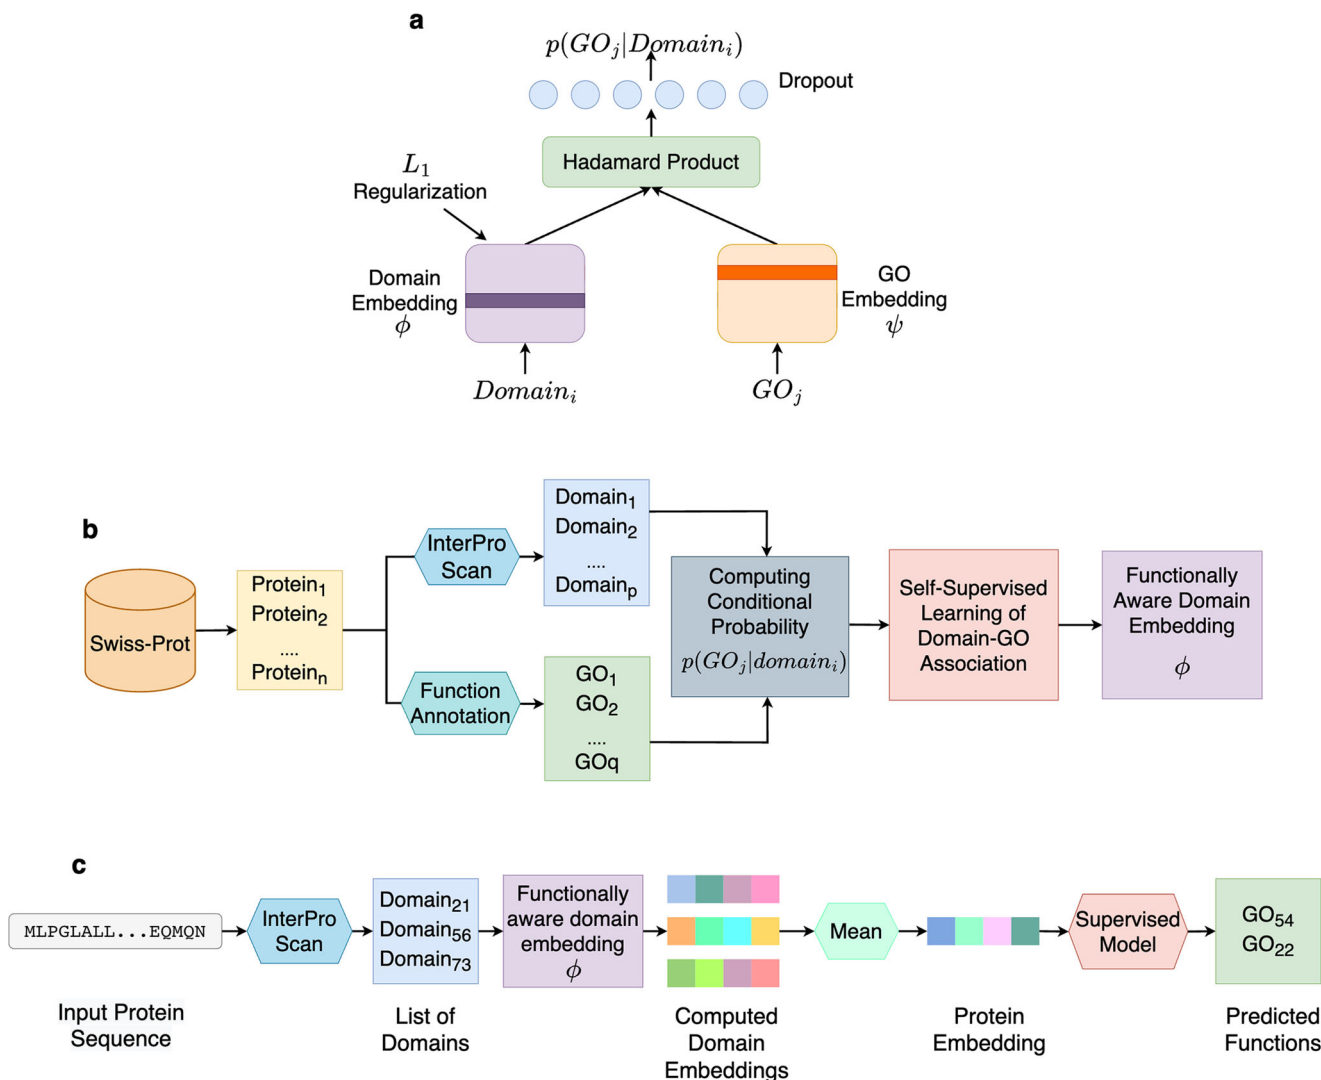 a
p(GO_j|Domain_i)
Dropout
Hadamard Product
L_1
Regularization
Domain
Embedding
ϕ
GO
Embedding
ψ
Domain_i
GO_j
b
Swiss-Prot
Protein_1
Protein_2
....
Protein_n
InterPro
Scan
Function
Annotation
Domain_1
Domain_2
....
Domain_p
GO_1
GO_2
....
GOq
Computing
Conditional
Probability
p(GO_j|domain_i)
Self-Supervised
Learning of
Domain-GO
Association
Functionally
Aware Domain
Embedding
ϕ
c
MLPGLALL...EQMQN
InterPro
Scan
Domain_21
Domain_56
Domain_73
Functionally
aware domain
embedding
ϕ
Mean
Supervised
Model
GO_54
GO_22
Input Protein
Sequence
List of
Domains
Computed
Domain
Embeddings
Protein
Embedding
Predicted
Functions